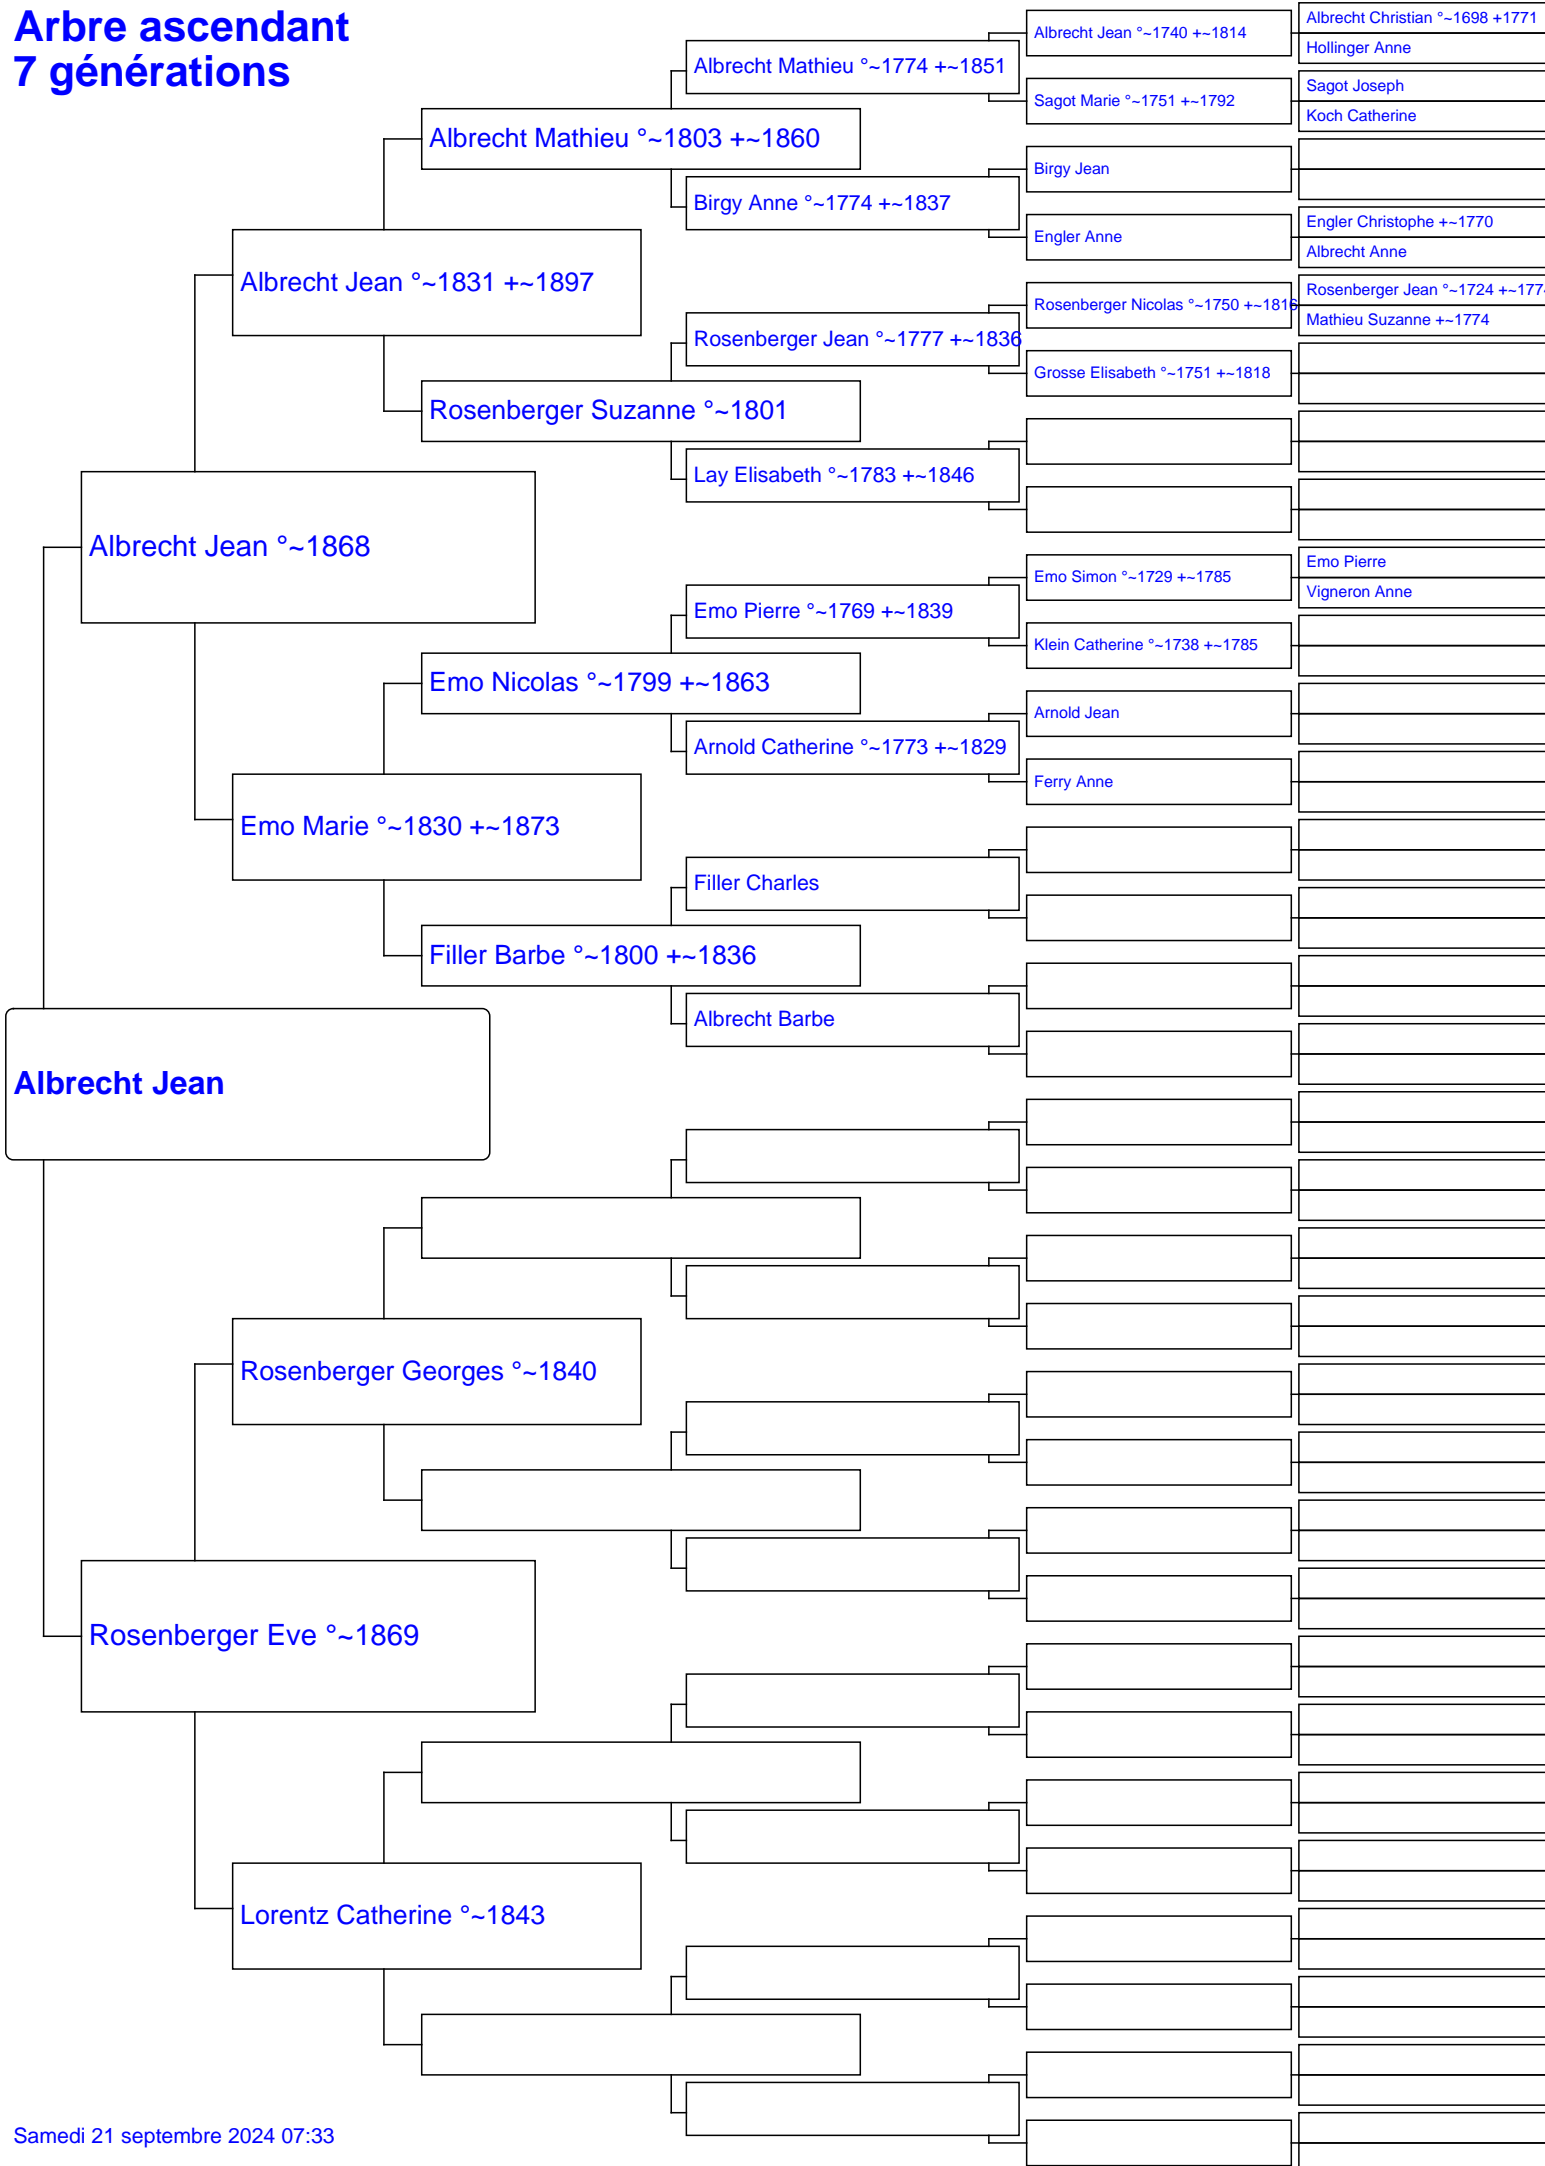 Arbre ascendant
7 générations
Albrecht Jean °~1740 +~1814
Albrecht Christian °~1698 +1771
Hollinger Anne
Albrecht Mathieu °~1774 +~1851
Sagot Marie °~1751 +~1792
Sagot Joseph
Koch Catherine
Albrecht Mathieu °~1803 +~1860
Birgy Jean
Birgy Anne °~1774 +~1837
Engler Anne
Engler Christophe +~1770
Albrecht Anne
Albrecht Jean °~1831 +~1897
Rosenberger Nicolas °~1750 +~1816
Rosenberger Jean °~1724 +~177
Mathieu Suzanne +~1774
Rosenberger Jean °~1777 +~1836
Grosse Elisabeth °~1751 +~1818
Rosenberger Suzanne °~1801
Lay Elisabeth °~1783 +~1846
Albrecht Jean °~1868
Emo Simon °~1729 +~1785
Emo Pierre
Vigneron Anne
Emo Pierre °~1769 +~1839
Klein Catherine °~1738 +~1785
Emo Nicolas °~1799 +~1863
Arnold Jean
Arnold Catherine °~1773 +~1829
Ferry Anne
Emo Marie °~1830 +~1873
Filler Charles
Filler Barbe °~1800 +~1836
Albrecht Barbe
Albrecht Jean
Rosenberger Georges °~1840
Rosenberger Eve °~1869
Lorentz Catherine °~1843
Samedi 21 septembre 2024 07:33